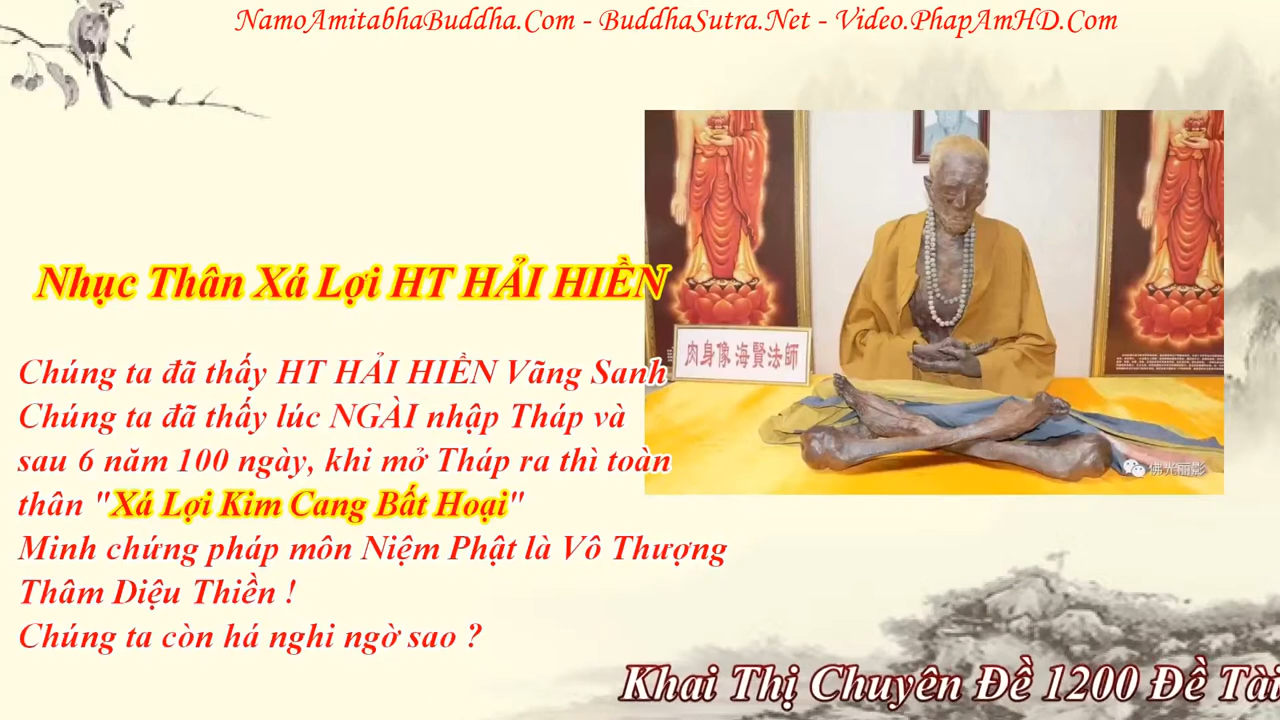 NamoAmitabhaBuddha.Com - BuddhaSutra.Net - Video.PhapAmHD.Com
Nhục Thân Xá Lợi HT HẢI HIỀN
肉身像 海賢法師
Chúng ta đã thấy HT HẢI HIỀN Vãng Sanh
Chúng ta đã thấy lúc NGÀI nhập Tháp và
sau 6 năm 100 ngày, khi mở Tháp ra thì toàn
thân "Xá Lợi Kim Cang Bất Hoại"
Minh chứng pháp môn Niệm Phật là Vô Thượng
Thâm Diệu Thiền !
Chúng ta còn há nghi ngờ sao ?
佛光丽影
Khai Thị Chuyên Đề 1200 Đề Tài